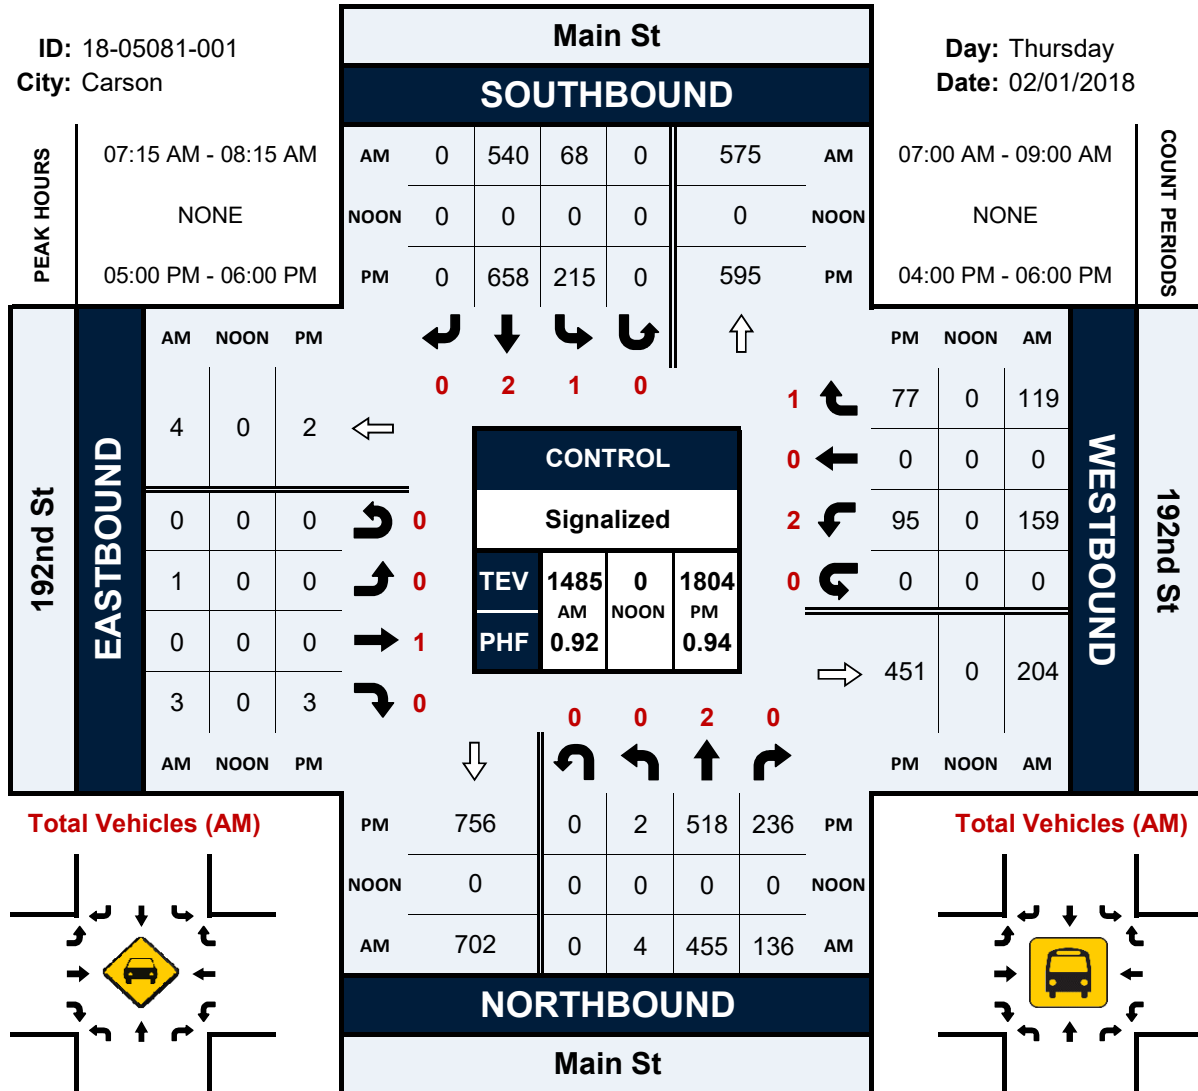 Main St
ID: 18-05081-001
Day: Thursday
City: Carson
Date: 02/01/2018
SOUTHBOUND
PEAK HOURS
07:15 AM - 08:15 AM
AM 0 540 68 0 575 AM
07:00 AM - 09:00 AM
COUNT PERIODS
NONE
NOON 0 0 0 0 0 NOON
NONE
05:00 PM - 06:00 PM
PM 0 658 215 0 595 PM
04:00 PM - 06:00 PM
AM NOON PM
PM NOON AM
0 2 1 0
1 77 0 119
4 0 2
0 0 0 0
192nd St
EASTBOUND
CONTROL
Signalized
WESTBOUND
192nd St
0 0 0 0
2 95 0 159
1 0 0 0
0 0 0 0
TEV 1485 0 1804
AM NOON PM
PHF 0.92 0.94
0 0 0 1
3 0 3 0
451 0 204
0 0 2 0
AM NOON PM
PM NOON AM
Total Vehicles (AM)
PM 756 0 2 518 236 PM
Total Vehicles (AM)
NOON 0 0 0 0 0 NOON
AM 702 0 4 455 136 AM
NORTHBOUND
Main St